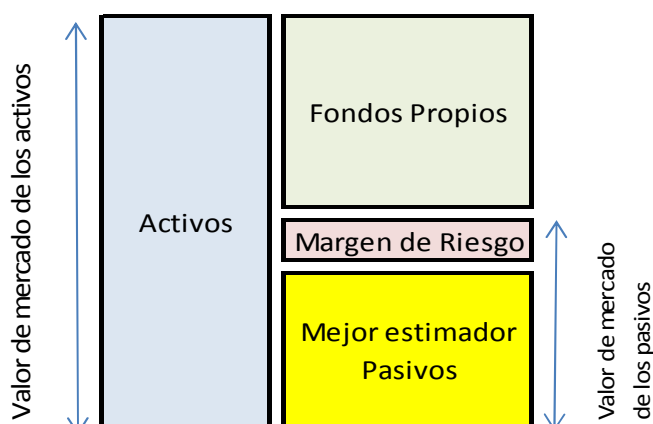 Valor de mercado de los activos
Activos
Fondos Propios
Margen de Riesgo
Mejor estimador
Pasivos
Valor de mercado
de los pasivos